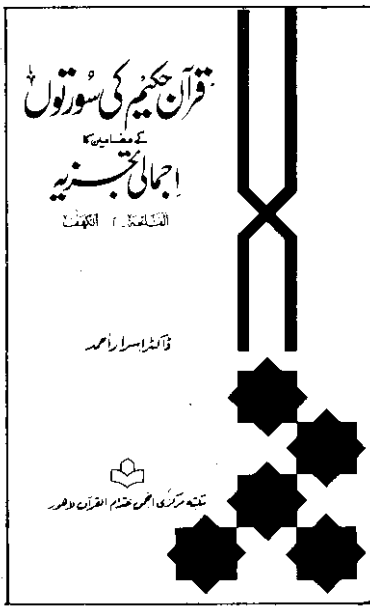 قرآن حکیم کی سورتوں
کے مضامین کا
اجمالی تجزیہ
الفاتحہ تا الکہف
ڈاکٹر اسرار احمد
مکتبہ مرکزی انجمن خدام القرآن لاہور